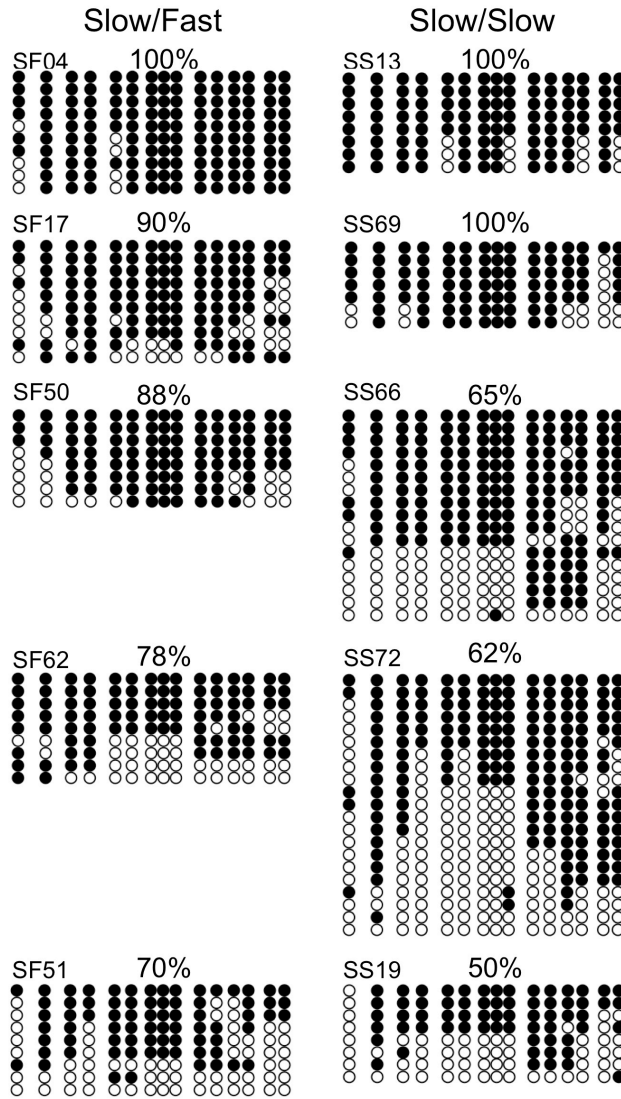 Slow/Fast
Slow/Slow
SF04 100%
SS13 100%
SF17 90%
SS69 100%
SF50 88%
SS66 65%
SF62 78%
SS72 62%
SF51 70%
SS19 50%